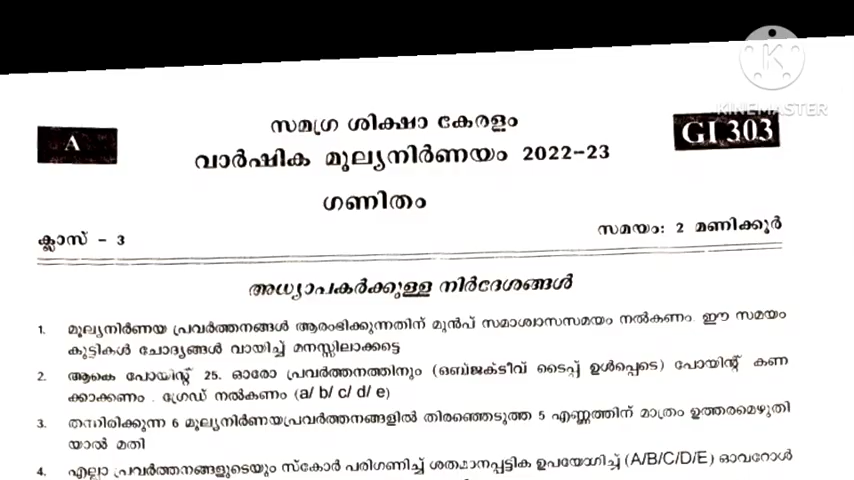 KINEMASTER
സമഗ്ര ശിക്ഷാ കേരളം
A
GI 303
വാർഷിക മൂല്യനിർണയം 2022-23
ഗണിതം
ക്ലാസ് - 3
സമയം: 2 മണിക്കൂർ
അധ്യാപകർക്കുള്ള നിർദേശങ്ങൾ
1. മൂല്യനിർണയ പ്രവർത്തനങ്ങൾ ആരംഭിക്കുന്നതിന് മുൻപ് സമാശ്വാസസമയം നൽകണം. ഈ സമയം
കുട്ടികൾ ചോദ്യങ്ങൾ വായിച്ച് മനസ്സിലാക്കട്ടെ
2. ആകെ പോയിന്റ് 25. ഓരോ പ്രവർത്തനത്തിനും (ഒബ്ജക്ടീവ് ടൈപ്പ് ഉൾപ്പെടെ) പോയിന്റ് കണ
ക്കാക്കണം . ഗ്രേഡ് നൽകണം (a/ b/ c/ d/ e)
3. തന്നിരിക്കുന്ന 6 മൂല്യനിർണയപ്രവർത്തനങ്ങളിൽ തിരഞ്ഞെടുത്ത 5 എണ്ണത്തിന് മാത്രം ഉത്തരമെഴുതി
യാൽ മതി
4. എല്ലാ പ്രവർത്തനങ്ങളുടെയും സ്കോർ പരിഗണിച്ച് ശതമാനപ്പട്ടിക ഉപയോഗിച്ച് (A/B/C/D/E) ഓവറോൾ